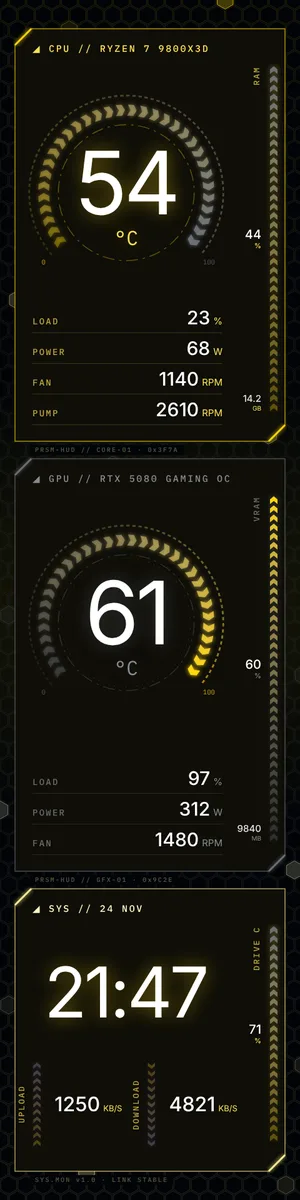 CPU // RYZEN 7 9800X3D
RAM
54
°C
0 100
44
%
LOAD 23 %
POWER 68 W
FAN 1140 RPM
PUMP 2610 RPM
14.2
GB
PRSM-HUD // CORE-01 · 0x3F7A
GPU // RTX 5080 GAMING OC
VRAM
61
°C
0 100
60
%
LOAD 97 %
POWER 312 W
FAN 1480 RPM
9840
MB
PRSM-HUD // GFX-01 · 0x9C2E
SYS // 24 NOV
DRIVE C
21:47
71
%
UPLOAD 1250 KB/S
DOWNLOAD 4821 KB/S
SYS.MON v1.0 · LINK STABLE